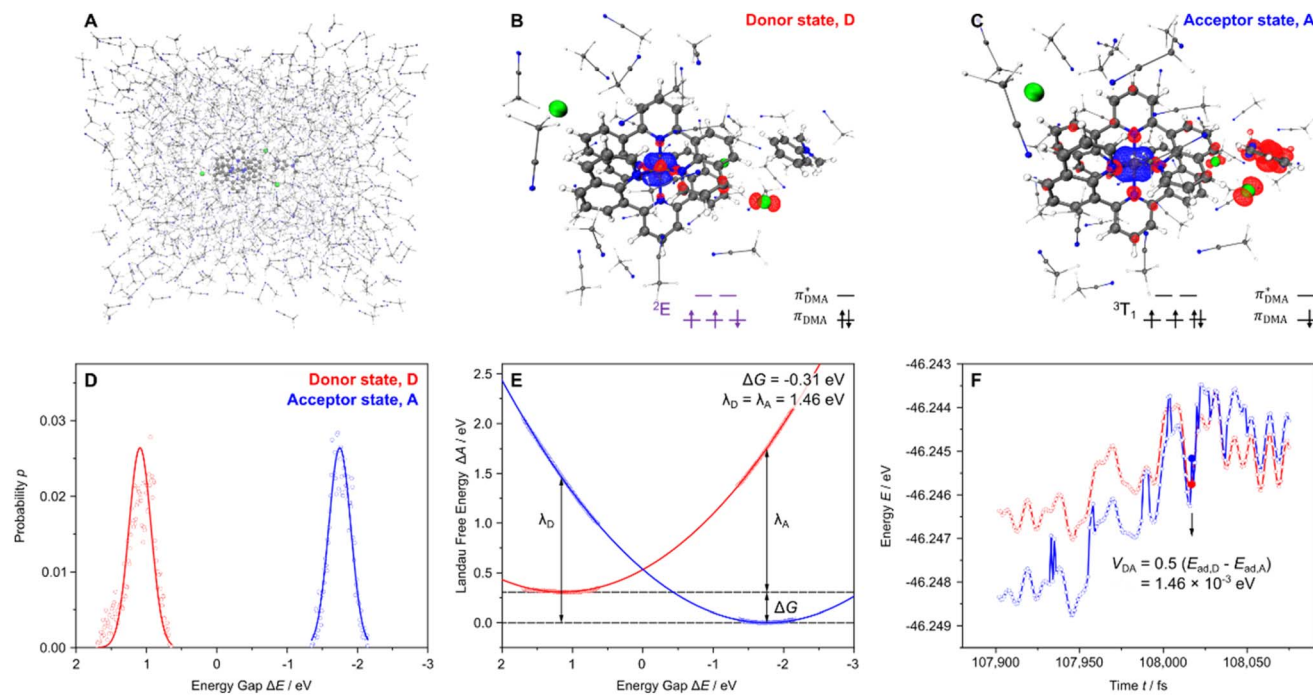 A
B Donor state, D
C Acceptor state, A
²E
π*DMA
πDMA
³T₁
π*DMA
πDMA
D
Donor state, D
Acceptor state, A
0.03
0.02
0.01
0.00
Probability p
2 1 0 -1 -2 -3
Energy Gap ΔE / eV
E
ΔG = -0.31 eV
λD = λA = 1.46 eV
2.5
2.0
1.5
1.0
0.5
0.0
Landau Free Energy ΔA / eV
λD
λA
ΔG
2 1 0 -1 -2 -3
Energy Gap ΔE / eV
F
-46.243
-46.244
-46.245
-46.246
-46.247
-46.248
-46.249
Energy E / eV
VDA = 0.5 (Ead,D - Ead,A)
= 1.46 × 10⁻³ eV
107,900 107,950 108,000 108,050
Time t / fs